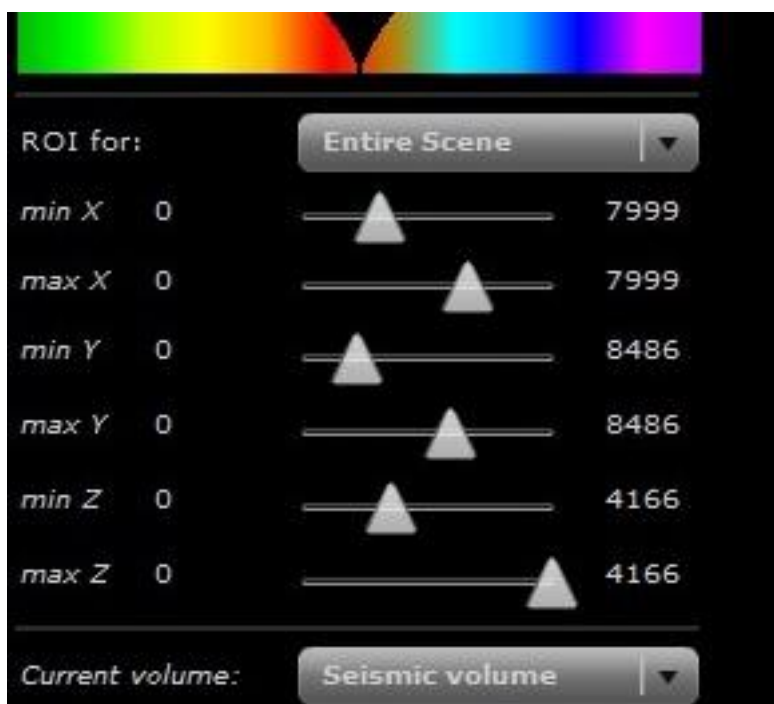 ROI for: Entire Scene
min X 0 7999
max X 0 7999
min Y 0 8486
max Y 0 8486
min Z 0 4166
max Z 0 4166
Current volume: Seismic volume